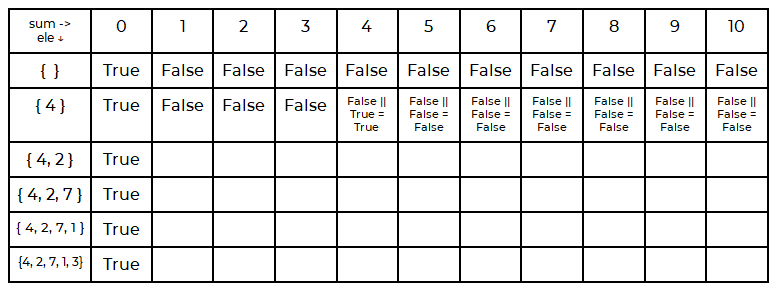 sum -> 0 1 2 3 4 5 6 7 8 9 10
ele ↓
{ } True False False False False False False False False False False
{ 4 } True False False False False || False || False || False || False || False || False ||
True = False = False = False = False = False = False =
True False False False False False False
{ 4, 2 } True
{ 4, 2, 7 } True
{ 4, 2, 7, 1 } True
{4, 2, 7, 1, 3} True